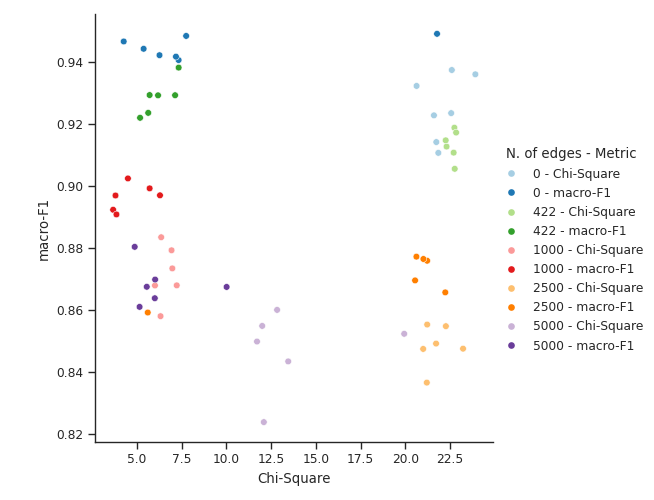 0.94
0.92
0.90
0.88
0.86
0.84
0.82
macro-F1
5.0 7.5 10.0 12.5 15.0 17.5 20.0 22.5
Chi-Square
N. of edges - Metric
0 - Chi-Square
0 - macro-F1
422 - Chi-Square
422 - macro-F1
1000 - Chi-Square
1000 - macro-F1
2500 - Chi-Square
2500 - macro-F1
5000 - Chi-Square
5000 - macro-F1